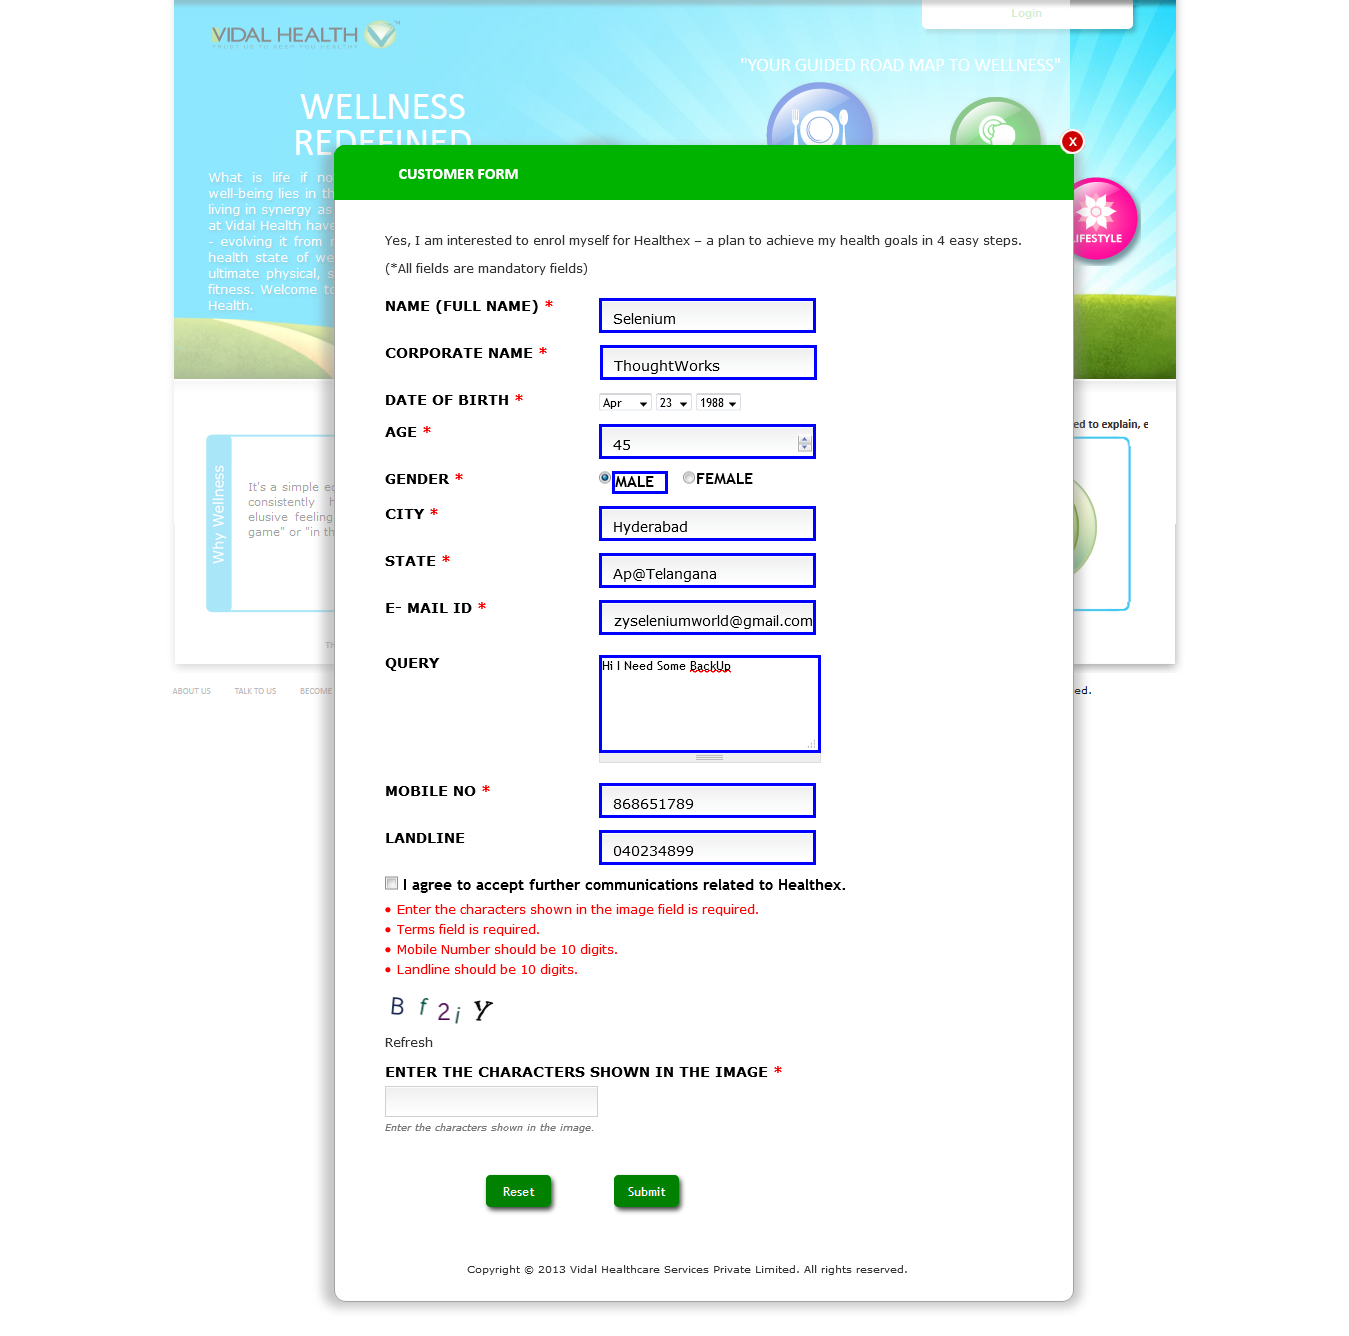 Login
VIDAL HEALTH
TRUST US TO KEEP YOU HEALTHY
"YOUR GUIDED ROAD MAP TO WELLNESS"
WELLNESS
REDEFINED
What is life if no
well-being lies in th
living in synergy as
at Vidal Health have
- evolving it from r
health state of we
ultimate physical, s
fitness. Welcome to
Health.
LIFESTYLE
X
CUSTOMER FORM
Yes, I am interested to enrol myself for Healthex – a plan to achieve my health goals in 4 easy steps.
(*All fields are mandatory fields)
NAME (FULL NAME) * Selenium
CORPORATE NAME * ThoughtWorks
DATE OF BIRTH * Apr 23 1988
AGE * 45
GENDER * MALE FEMALE
CITY * Hyderabad
STATE * Ap@Telangana
E- MAIL ID * zyseleniumworld@gmail.com
QUERY Hi I Need Some BackUp
MOBILE NO * 868651789
LANDLINE 040234899
I agree to accept further communications related to Healthex.
• Enter the characters shown in the image field is required.
• Terms field is required.
• Mobile Number should be 10 digits.
• Landline should be 10 digits.
B f 2 i Y
Refresh
ENTER THE CHARACTERS SHOWN IN THE IMAGE *
Enter the characters shown in the image.
Reset Submit
Copyright © 2013 Vidal Healthcare Services Private Limited. All rights reserved.
Why Wellness
It's a simple e
consistently h
elusive feeling
game" or "in th
ed to explain, e
Th
ABOUT US TALK TO US BECOME
ed.